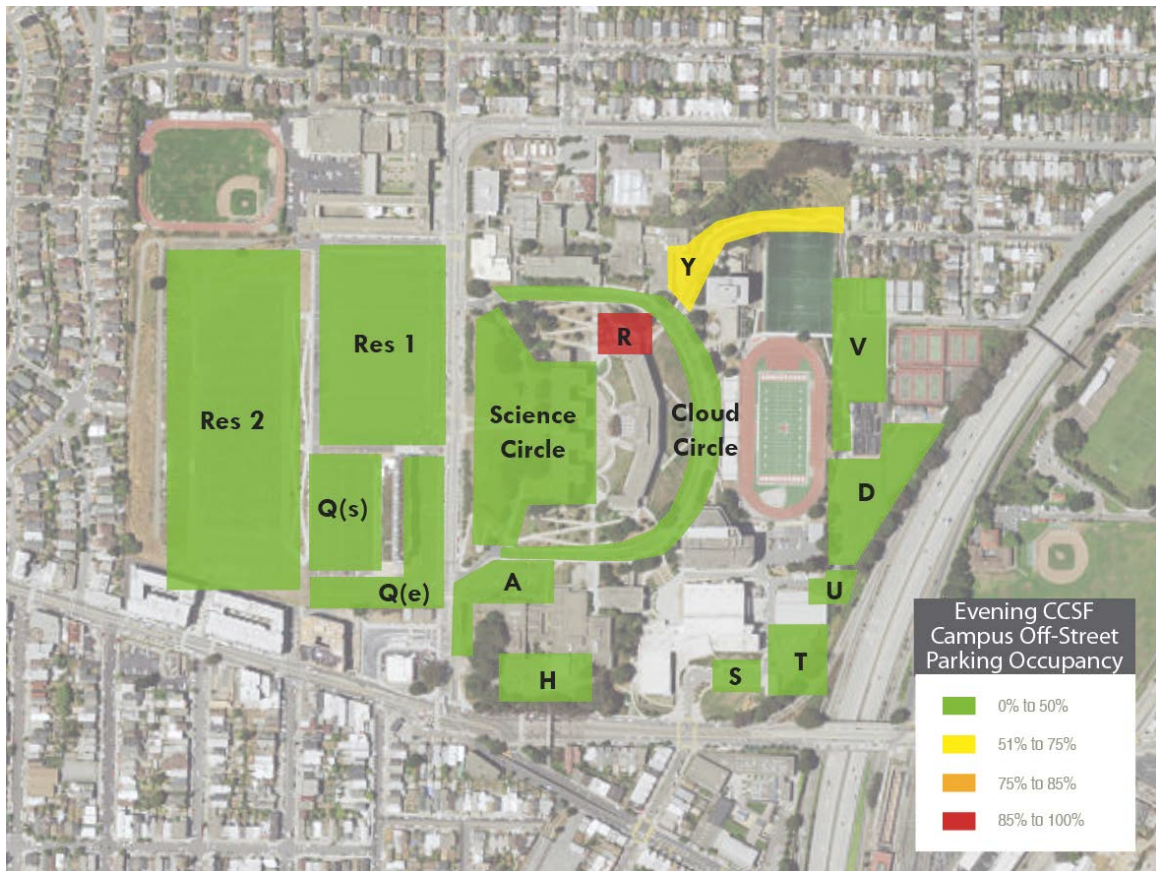 Y
R
Res 1
V
Res 2
Science
Circle
Cloud
Circle
D
Q(s)
A
U
Q(e)
T
S
H
Evening CCSF
Campus Off-Street
Parking Occupancy
0% to 50%
51% to 75%
75% to 85%
85% to 100%